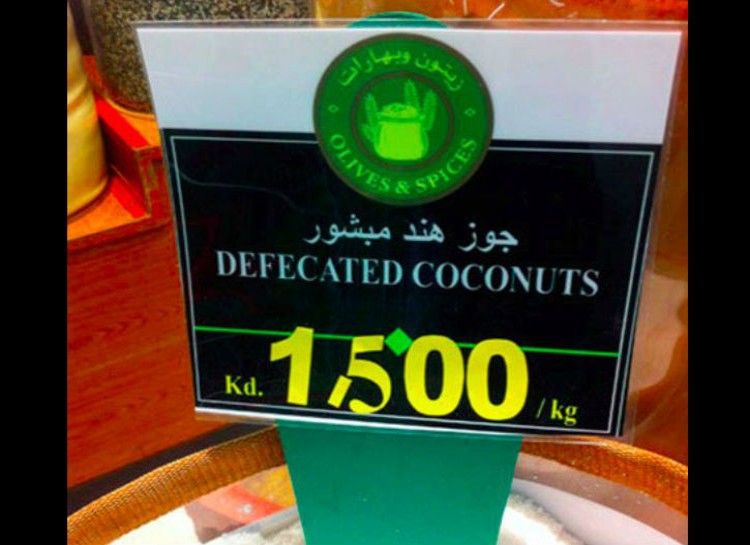 زيتون وبهارات
OLIVES & SPICES
جوز هند مبشور
DEFECATED COCONUTS
Kd. 1.500 / kg